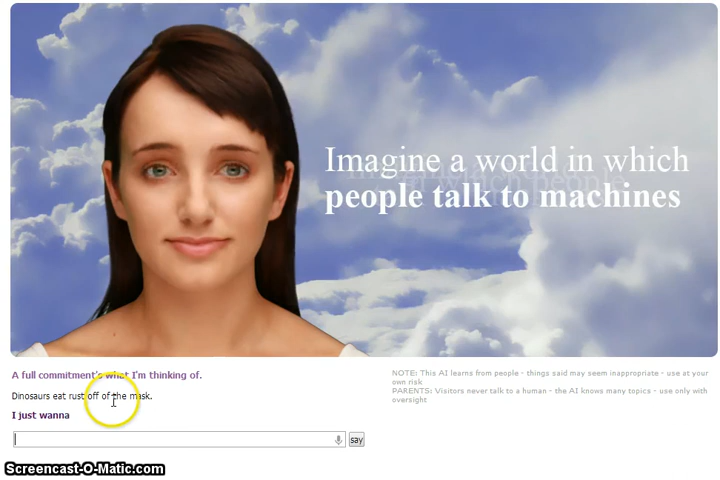 Imagine a world in which
people talk to machines
A full commitment's what I'm thinking of.
Dinosaurs eat rust off of the mask.
I just wanna
say
NOTE: This AI learns from people - things said may seem inappropriate - use at your
own risk
PARENTS: Visitors never talk to a human - the AI knows many topics - use only with
oversight
Screencast-O-Matic.com